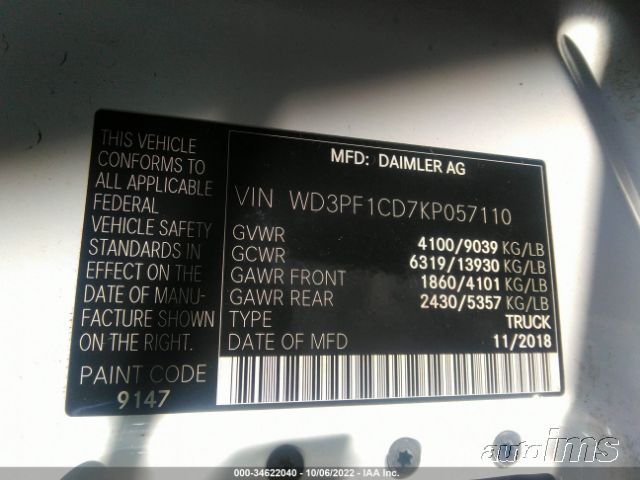 THIS VEHICLE
CONFORMS TO
ALL APPLICABLE
FEDERAL
VEHICLE SAFETY
STANDARDS IN
EFFECT ON THE
DATE OF MANU-
FACTURE SHOWN
ON THE RIGHT.
PAINT CODE
9147
MFD: DAIMLER AG
VIN WD3PF1CD7KP057110
GVWR 4100/9039 KG/LB
GCWR 6319/13930 KG/LB
GAWR FRONT 1860/4101 KG/LB
GAWR REAR 2430/5357 KG/LB
TYPE TRUCK
DATE OF MFD 11/2018
autoims
000-34622040 - 10/06/2022 - IAA Inc.